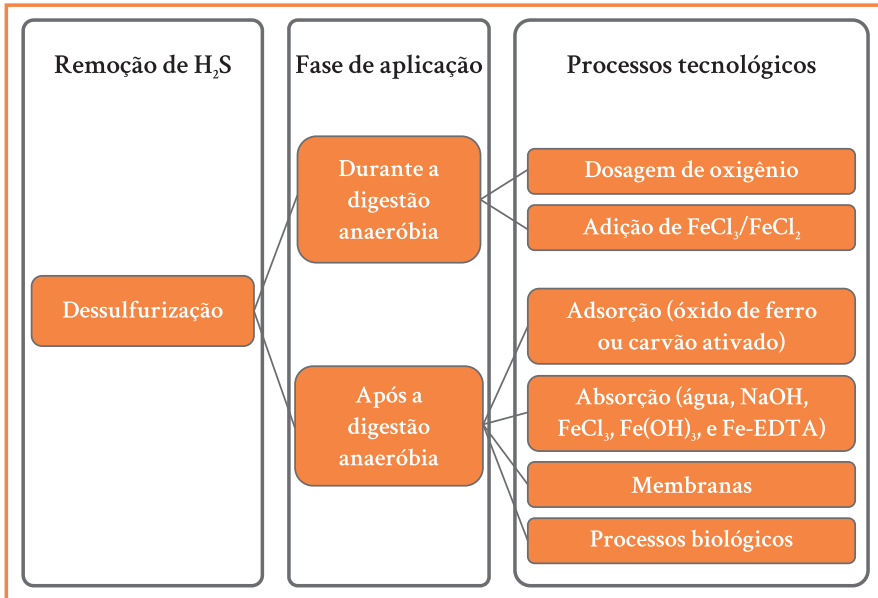 Remoção de H₂S
Fase de aplicação
Processos tecnológicos
Dessulfurização
Durante a
digestão
anaeróbia
Após a
digestão
anaeróbia
Dosagem de oxigênio
Adição de FeCl₃/FeCl₂
Adsorção (óxido de ferro
ou carvão ativado)
Absorção (água, NaOH,
FeCl₃, Fe(OH)₃, e Fe-EDTA)
Membranas
Processos biológicos